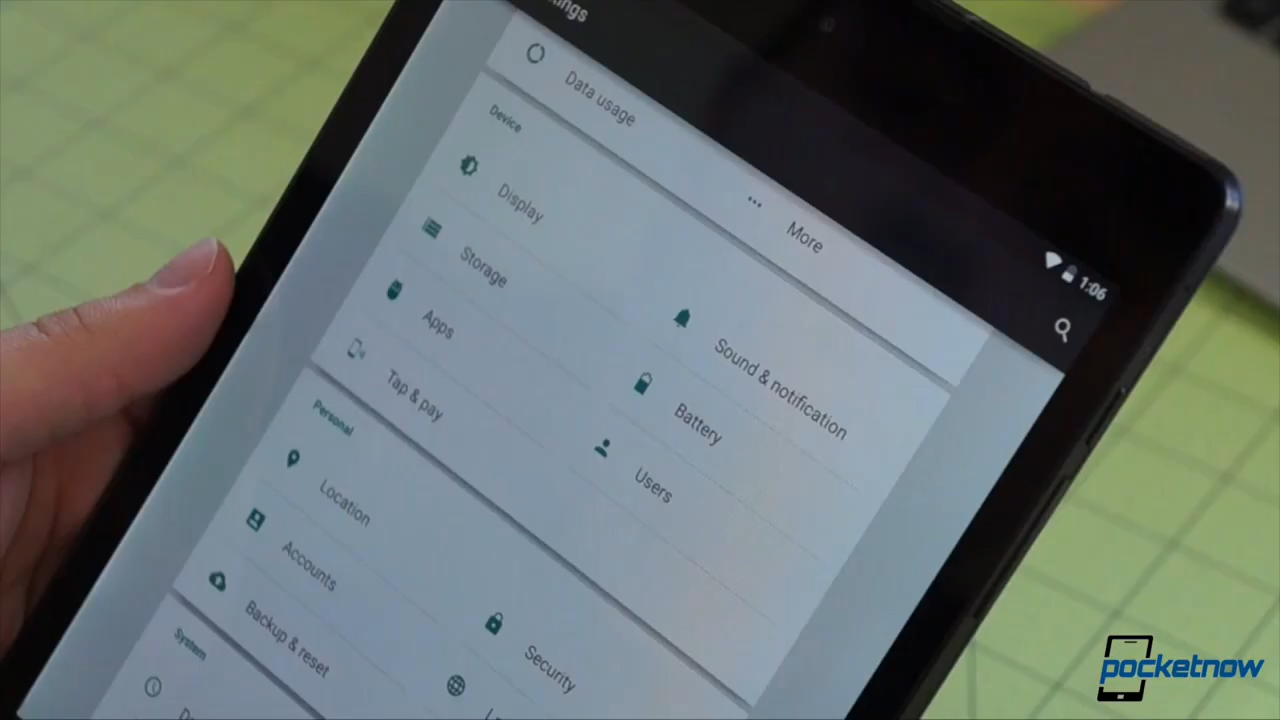 ttings
1:06
Data usage
More
Device
Display
Sound & notification
Storage
Battery
Apps
Users
Tap & pay
Personal
Location
Security
Accounts
Backup & reset
System
pocketnow